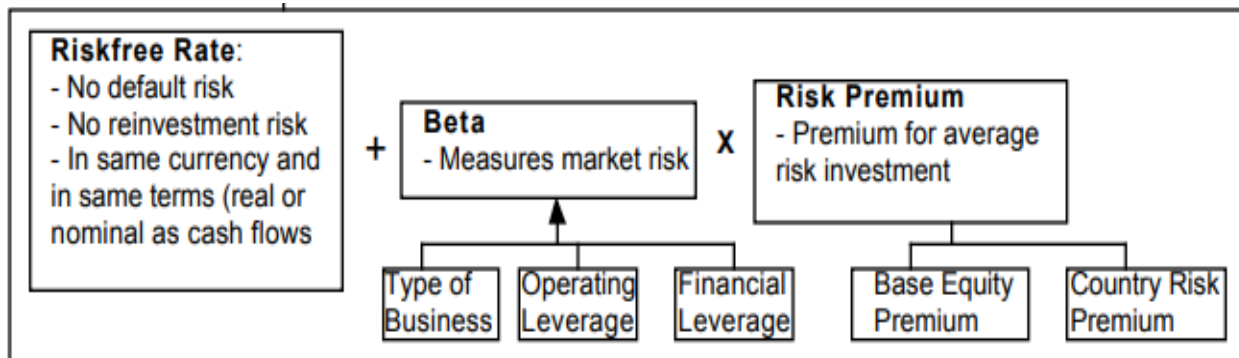 Riskfree Rate:
- No default risk
- No reinvestment risk
- In same currency and
in same terms (real or
nominal as cash flows
+
Beta
- Measures market risk
X
Risk Premium
- Premium for average
risk investment
Type of
Business
Operating
Leverage
Financial
Leverage
Base Equity
Premium
Country Risk
Premium